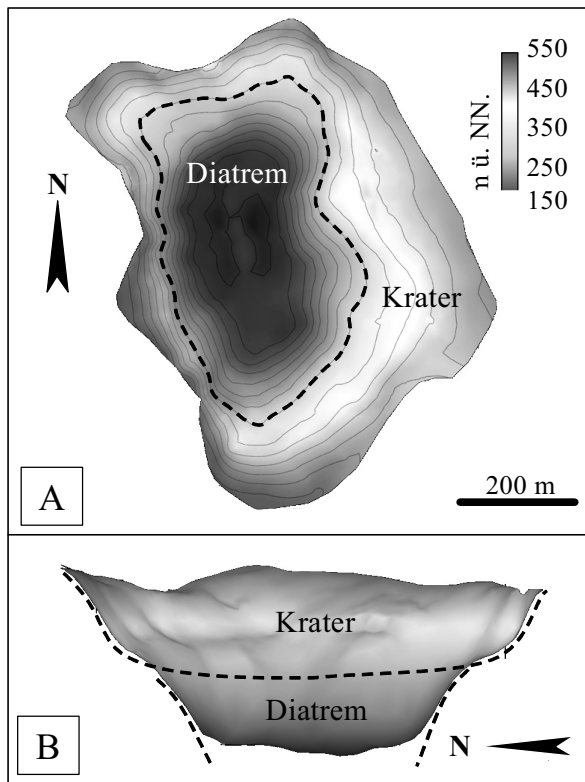 550
450
350
250
150
m ü. NN.
Diatrem
N
Krater
200 m
A
Krater
Diatrem
B
N